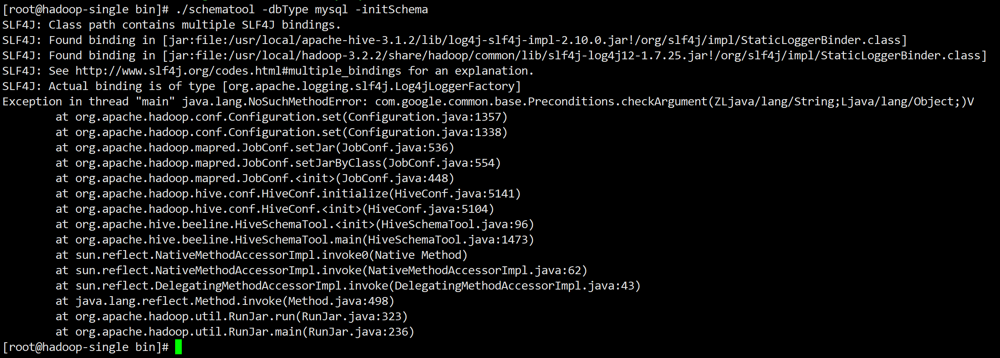 [root@hadoop-single bin]# ./schematool -dbType mysql -initSchema
SLF4J: Class path contains multiple SLF4J bindings.
SLF4J: Found binding in [jar:file:/usr/local/apache-hive-3.1.2/lib/log4j-slf4j-impl-2.10.0.jar!/org/slf4j/impl/StaticLoggerBinder.class]
SLF4J: Found binding in [jar:file:/usr/local/hadoop-3.2.2/share/hadoop/common/lib/slf4j-log4j12-1.7.25.jar!/org/slf4j/impl/StaticLoggerBinder.class]
SLF4J: See http://www.slf4j.org/codes.html#multiple_bindings for an explanation.
SLF4J: Actual binding is of type [org.apache.logging.slf4j.Log4jLoggerFactory]
Exception in thread "main" java.lang.NoSuchMethodError: com.google.common.base.Preconditions.checkArgument(ZLjava/lang/String;Ljava/lang/Object;)V
        at org.apache.hadoop.conf.Configuration.set(Configuration.java:1357)
        at org.apache.hadoop.conf.Configuration.set(Configuration.java:1338)
        at org.apache.hadoop.mapred.JobConf.setJar(JobConf.java:536)
        at org.apache.hadoop.mapred.JobConf.setJarByClass(JobConf.java:554)
        at org.apache.hadoop.mapred.JobConf.<init>(JobConf.java:448)
        at org.apache.hadoop.hive.conf.HiveConf.initialize(HiveConf.java:5141)
        at org.apache.hadoop.hive.conf.HiveConf.<init>(HiveConf.java:5104)
        at org.apache.hive.beeline.HiveSchemaTool.<init>(HiveSchemaTool.java:96)
        at org.apache.hive.beeline.HiveSchemaTool.main(HiveSchemaTool.java:1473)
        at sun.reflect.NativeMethodAccessorImpl.invoke0(Native Method)
        at sun.reflect.NativeMethodAccessorImpl.invoke(NativeMethodAccessorImpl.java:62)
        at sun.reflect.DelegatingMethodAccessorImpl.invoke(DelegatingMethodAccessorImpl.java:43)
        at java.lang.reflect.Method.invoke(Method.java:498)
        at org.apache.hadoop.util.RunJar.run(RunJar.java:323)
        at org.apache.hadoop.util.RunJar.main(RunJar.java:236)
[root@hadoop-single bin]#